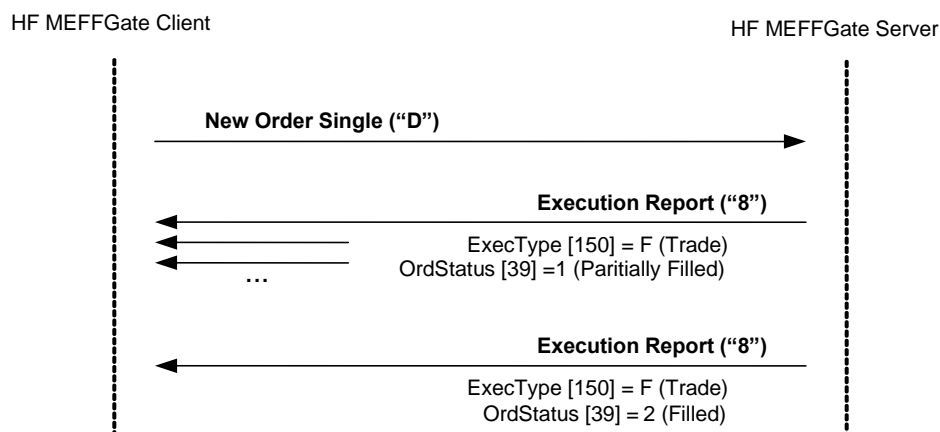 HF MEFFGate Client
HF MEFFGate Server
New Order Single (“D”)
Execution Report (“8”)
ExecType [150] = F (Trade)
OrdStatus [39] =1 (Paritially Filled)
...
Execution Report (“8”)
ExecType [150] = F (Trade)
OrdStatus [39] = 2 (Filled)